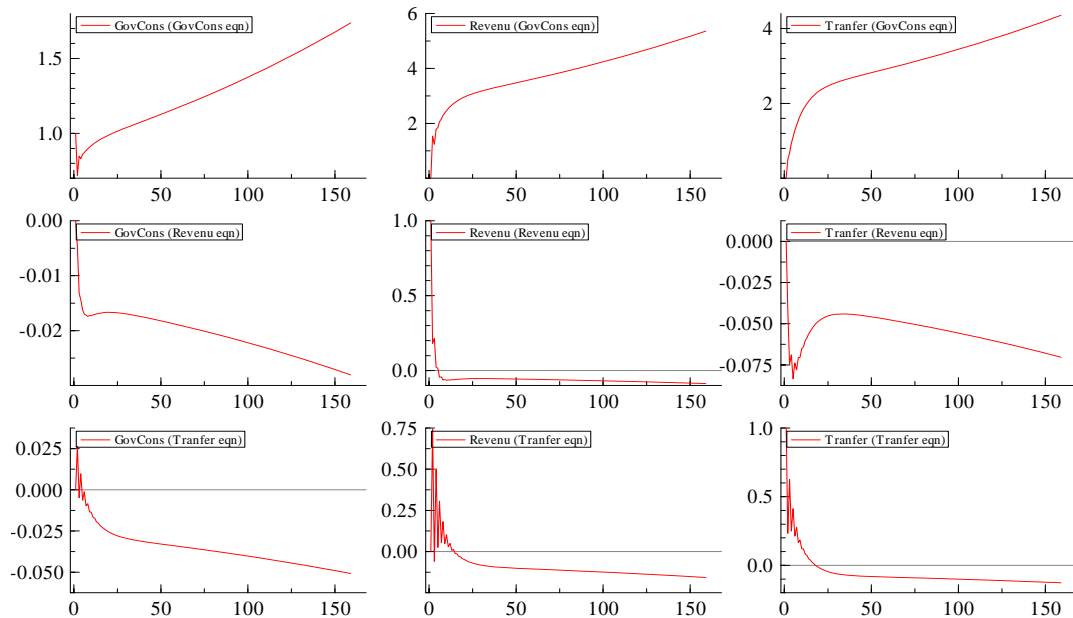 GovCons (GovCons eqn)
1.5
1.0
0 50 100 150
Revenu (GovCons eqn)
6
4
2
0 50 100 150
Tranfer (GovCons eqn)
4
2
0 50 100 150
GovCons (Revenu eqn)
0.00
-0.01
-0.02
0 50 100 150
Revenu (Revenu eqn)
1.0
0.5
0.0
0 50 100 150
Tranfer (Revenu eqn)
0.000
-0.025
-0.050
-0.075
0 50 100 150
GovCons (Tranfer eqn)
0.025
0.000
-0.025
-0.050
0 50 100 150
Revenu (Tranfer eqn)
0.75
0.50
0.25
0.00
0 50 100 150
Tranfer (Tranfer eqn)
1.0
0.5
0.0
0 50 100 150